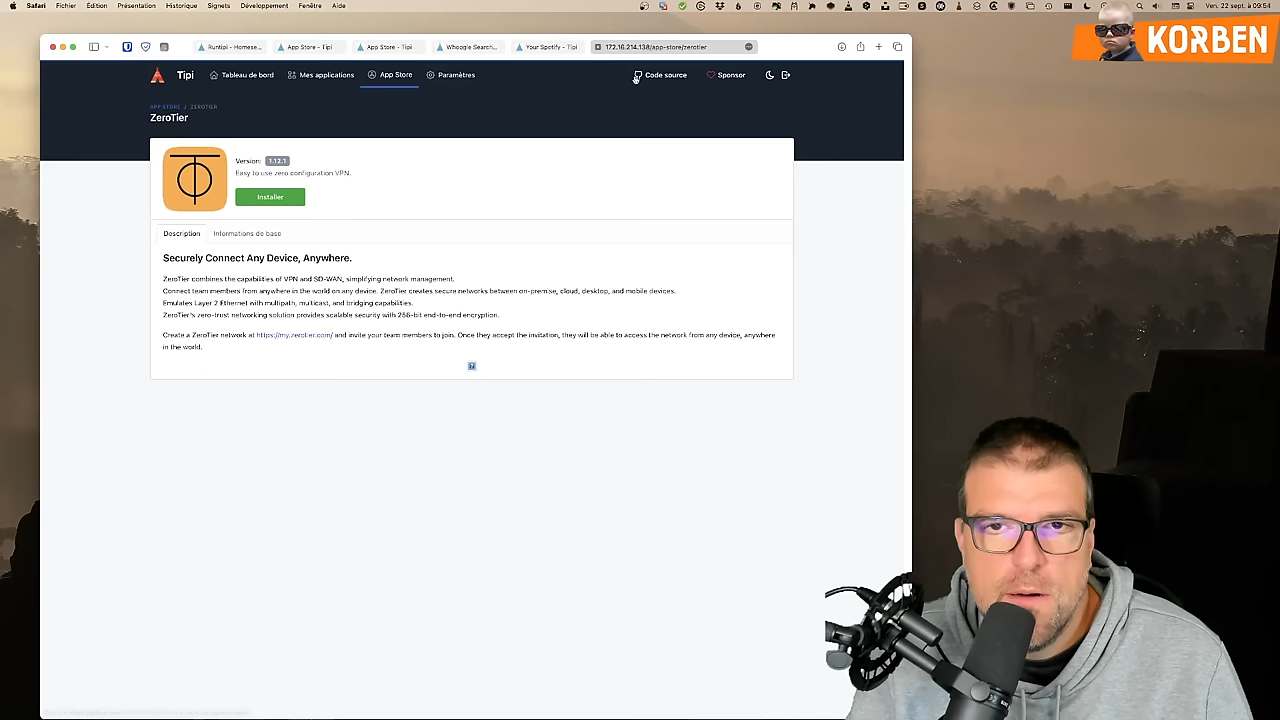 Safari Fichier Édition Présentation Historique Signets Développement Fenêtre Aide
Ven. 22 sept. à 09:54
KORBEN
Runtipi - Homese...
App Store - Tipi
App Store - Tipi
Whoogle Search...
Your Spotify - Tipi
172.16.214.138/app-store/zerotier
Tipi
Tableau de bord
Mes applications
App Store
Paramètres
Code source
Sponsor
APP STORE / ZEROTIER
ZeroTier
Version: 1.12.1
Easy to use zero configuration VPN.
Installer
Description
Informations de base
Securely Connect Any Device, Anywhere.
ZeroTier combines the capabilities of VPN and SD-WAN, simplifying network management.
Connect team members from anywhere in the world on any device. ZeroTier creates secure networks between on-premise, cloud, desktop, and mobile devices.
Emulates Layer 2 Ethernet with multipath, multicast, and bridging capabilities.
ZeroTier's zero-trust networking solution provides scalable security with 256-bit end-to-end encryption.
Create a ZeroTier network at https://my.zerotier.com/ and invite your team members to join. Once they accept the invitation, they will be able to access the network from any device, anywhere
in the world.